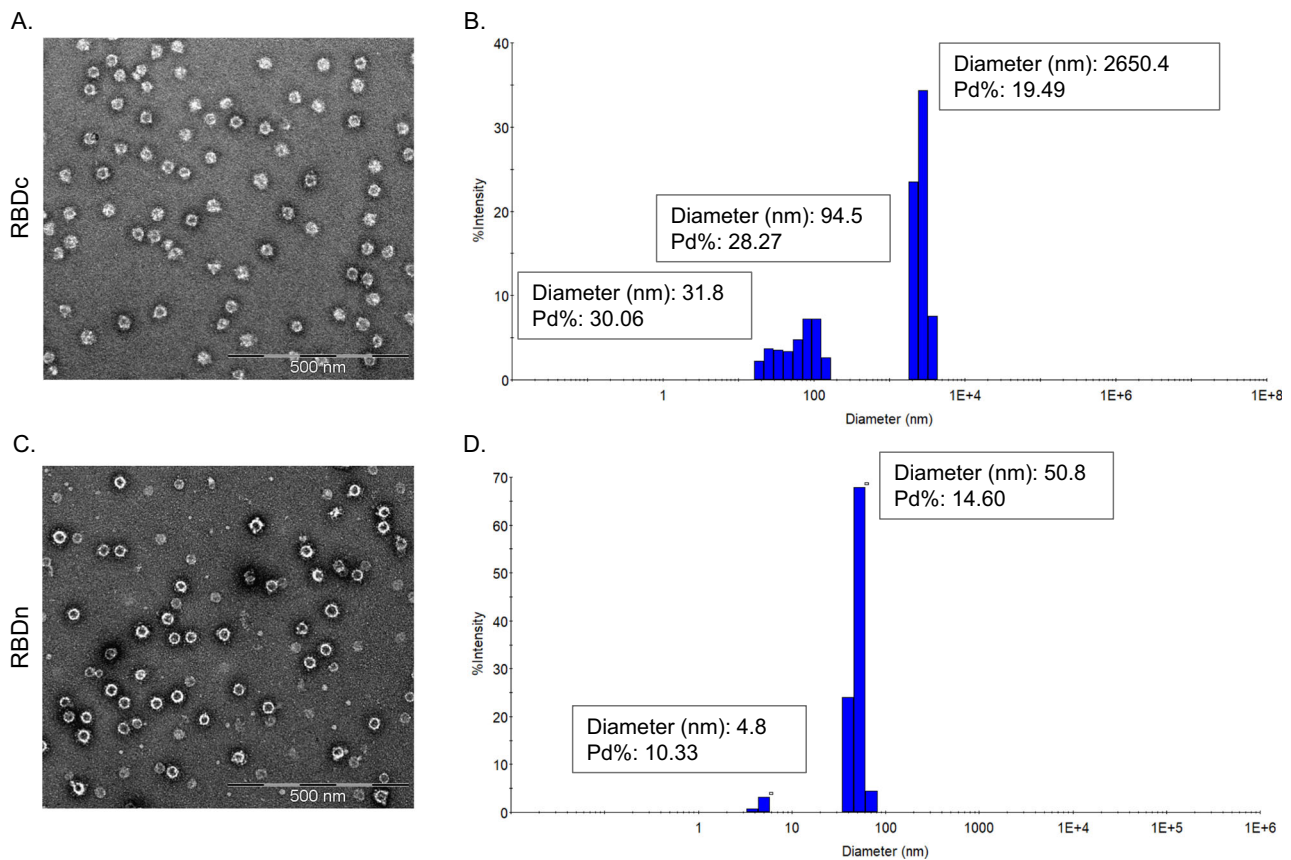 A.
RBDc
500 nm
B.
40
30
20
10
0
%Intensity
Diameter (nm): 2650.4
Pd%: 19.49
Diameter (nm): 94.5
Pd%: 28.27
Diameter (nm): 31.8
Pd%: 30.06
1 100 1E+4 1E+6 1E+8
Diameter (nm)
C.
RBDn
500 nm
D.
70
60
50
40
30
20
10
0
%Intensity
Diameter (nm): 50.8
Pd%: 14.60
Diameter (nm): 4.8
Pd%: 10.33
1 10 100 1000 1E+4 1E+5 1E+6
Diameter (nm)